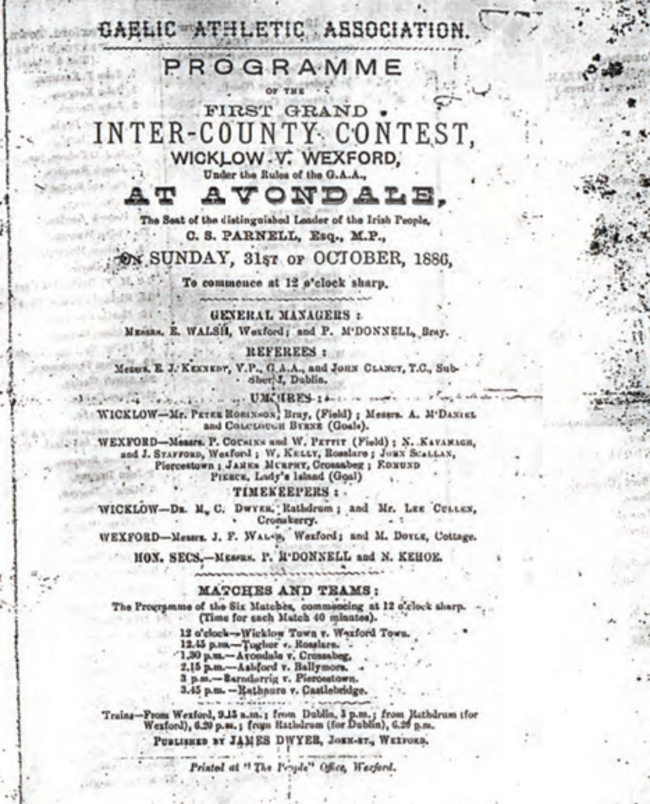 GAELIC ATHLETIC ASSOCIATION.
PROGRAMME
OF THE
FIRST GRAND
INTER-COUNTY CONTEST,
WICKLOW V. WEXFORD,
Under the Rules of the G.A.A.,
AT AVONDALE,
The Seat of the distinguished Leader of the Irish People,
C. S. PARNELL, Esq., M.P.,
ON SUNDAY, 31ST OF OCTOBER, 1886,
To commence at 12 o'clock sharp.
GENERAL MANAGERS:
MESSRS. E. WALSH, Wexford; and P. M'DONNELL, Bray.
REFEREES:
Messrs. E. J. KENNEDY, V.P., G.A.A., and JOHN CLANCY, T.C., Sub-
Dublin.
UMPIRES:
WICKLOW—Mr. PETER ROBINSON, Bray, (Field); Messrs. A. M'DANIEL
and COLCLOUGH BYRNE (Goals).
WEXFORD—Messrs. P. COUSINS and W. PETTIT (Field); N. KAVANAGH,
and J. STAFFORD, Wexford; W. KELLY, Rosslare; JOHN SCALLAN,
Piercestown; JAMES MURPHY, Crossabeg; EDMUND
PIERCE, Lady's Island (Goal)
TIMEKEEPERS:
WICKLOW—DR. M. C. DWYER, Rathdrum; and Mr. LEE CULLEN,
Cronakerry.
WEXFORD—Messrs. J. F. WALSH, Wexford; and M. DOYLE, Cottage.
HON. SECS.—MESSRS. P. M'DONNELL and N. KEHOE.
MATCHES AND TEAMS:
The Programme of the Six Matches, commencing at 12 o'clock sharp.
(Time for each Match 40 minutes).
12 o'clock—Wicklow Town v. Wexford Town.
12.45 p.m.—Tugher v. Rosslare.
1.30 p.m.—Avondale v. Crossabeg.
2.15 p.m.—Ashford v. Ballymore.
3 p.m.—Barndarrig v. Piercestown.
3.45 p.m.—Rathnure v. Castlebridge.
Trains—From Wexford, 9.15 a.m.; from Dublin, p.m.; from Rathdrum (for
Wexford), 6.20 p.m.; from Rathdrum (for Dublin), p.m.
PUBLISHED BY JAMES DWYER, JOHN-ST., WEXFORD.
Printed at "The People" Office, Wexford.